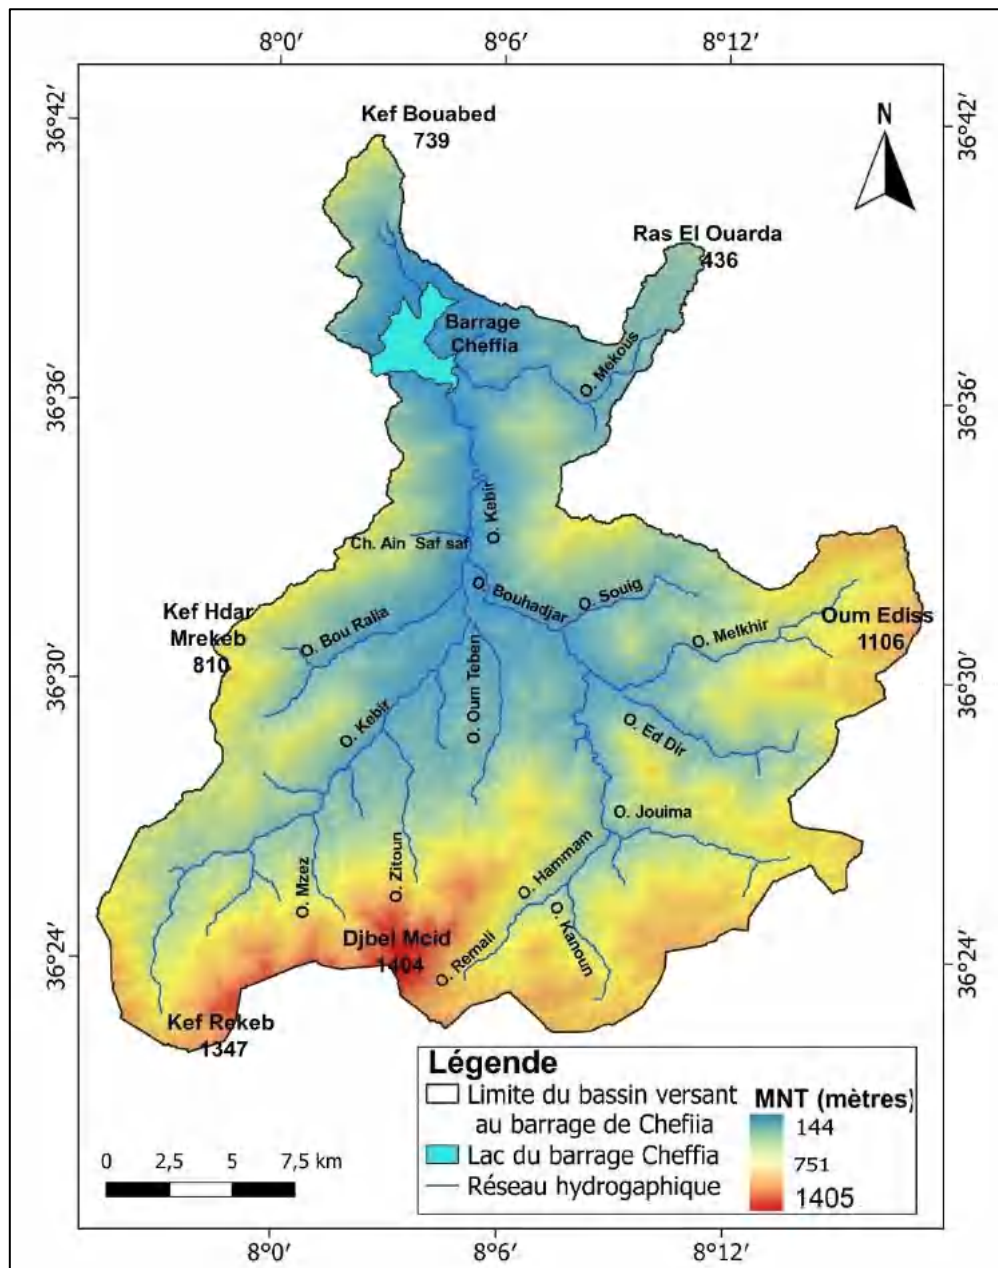 8°0′ 8°6′ 8°12′
36°42′ 36°42′
Kef Bouabed
739
N
Ras El Ouarda
436
Barrage
Cheffia
O. Mekous
36°36′ 36°36′
O. Kebir
Ch. Ain Saf saf
O. Bouhadjar
O. Souig
Kef Hdar
Mrekeb
810
O. Bou Ralia
O. Melkhir
Oum Ediss
1106
36°30′ 36°30′
O. Oum Teben
O. Kebir
O. Ed Dir
O. Jouima
O. Mzez
O. Zitoun
O. Hammam
O. Kanoun
O. Remali
Djbel Mcid
1404
36°24′ 36°24′
Kef Rekeb
1347
Légende
Limite du bassin versant
au barrage de Chefiia
Lac du barrage Cheffia
Réseau hydrogaphique
MNT (mètres)
144
751
1405
0 2,5 5 7,5 km
8°0′ 8°6′ 8°12′